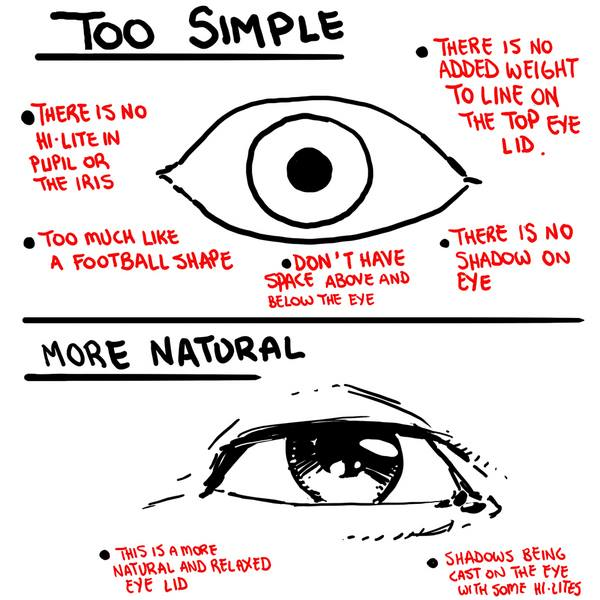 TOO SIMPLE
• THERE IS NO
HI-LITE IN
PUPIL OR
THE IRIS
• THERE IS NO
ADDED WEIGHT
TO LINE ON
THE TOP EYE
LID.
• TOO MUCH LIKE
A FOOTBALL SHAPE
• DON'T HAVE
SPACE ABOVE AND
BELOW THE EYE
• THERE IS NO
SHADOW ON
EYE
MORE NATURAL
• THIS IS A MORE
NATURAL AND RELAXED
EYE LID
• SHADOWS BEING
CAST ON THE EYE
WITH SOME HI-LITES